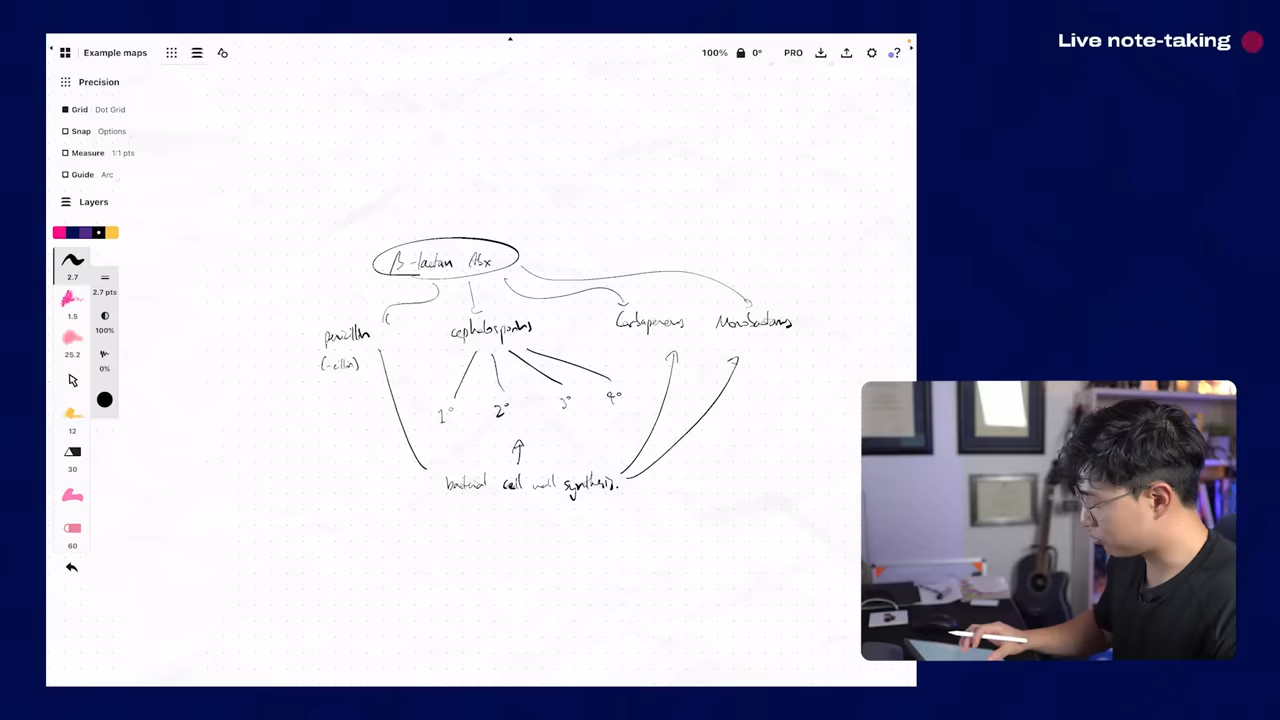 Live note-taking
Example maps
100% 0° PRO ?
Precision
Grid Dot Grid
Snap Options
Measure 1:1 pts
Guide Arc
Layers
2.7
2.7 pts
1.5
100%
25.2
0%
12
30
60
β-lactam Abx
penicillin
(-cillin)
cephalosporins
Carbapenems
Monobactams
1° 2° 3° 4°
bacterial cell wall synthesis.